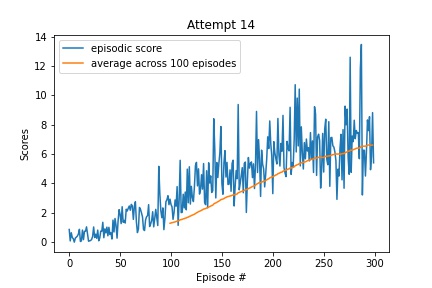 Attempt 14
episodic score
average across 100 episodes
Scores
14
12
10
8
6
4
2
0
0 50 100 150 200 250 300
Episode #